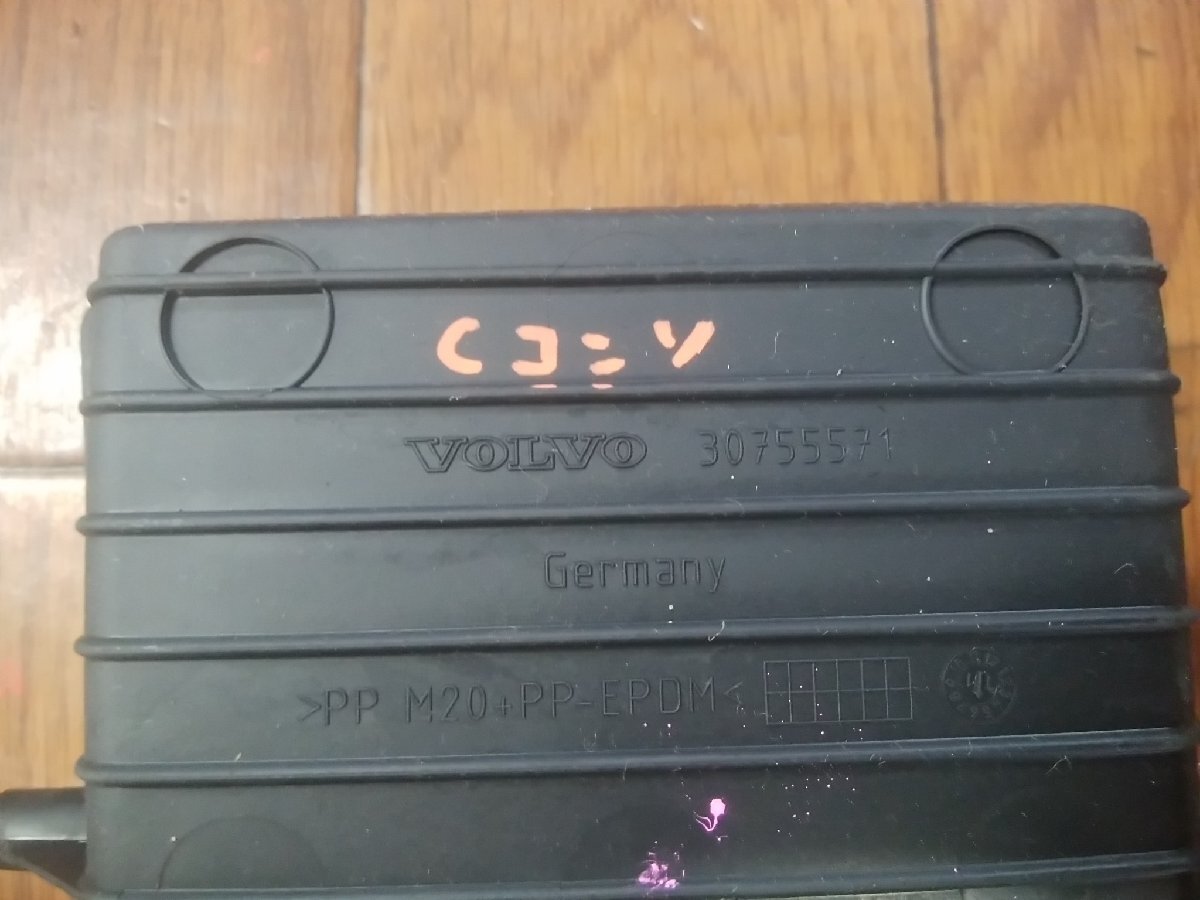 VOLVO 30755571
Germany
>PP M20+PP-EPDM<